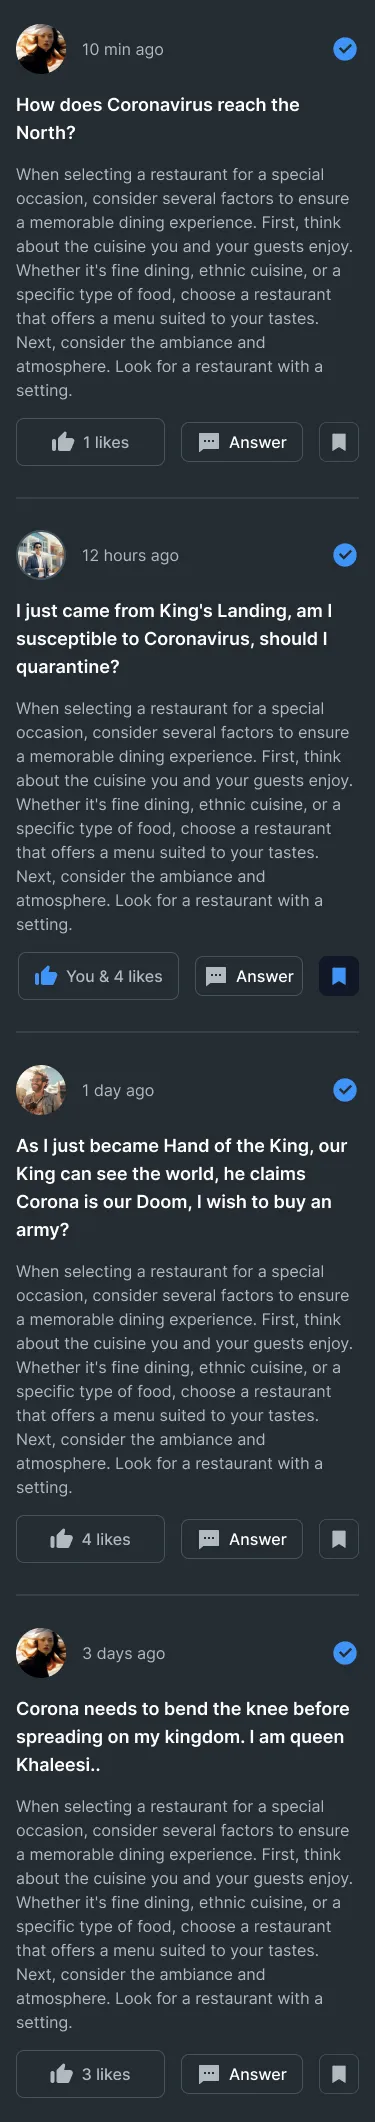 10 min ago
How does Coronavirus reach the
North?
When selecting a restaurant for a special
occasion, consider several factors to ensure
a memorable dining experience. First, think
about the cuisine you and your guests enjoy.
Whether it's fine dining, ethnic cuisine, or a
specific type of food, choose a restaurant
that offers a menu suited to your tastes.
Next, consider the ambiance and
atmosphere. Look for a restaurant with a
setting.
1 likes Answer
12 hours ago
I just came from King's Landing, am I
susceptible to Coronavirus, should I
quarantine?
When selecting a restaurant for a special
occasion, consider several factors to ensure
a memorable dining experience. First, think
about the cuisine you and your guests enjoy.
Whether it's fine dining, ethnic cuisine, or a
specific type of food, choose a restaurant
that offers a menu suited to your tastes.
Next, consider the ambiance and
atmosphere. Look for a restaurant with a
setting.
You & 4 likes Answer
1 day ago
As I just became Hand of the King, our
King can see the world, he claims
Corona is our Doom, I wish to buy an
army?
When selecting a restaurant for a special
occasion, consider several factors to ensure
a memorable dining experience. First, think
about the cuisine you and your guests enjoy.
Whether it's fine dining, ethnic cuisine, or a
specific type of food, choose a restaurant
that offers a menu suited to your tastes.
Next, consider the ambiance and
atmosphere. Look for a restaurant with a
setting.
4 likes Answer
3 days ago
Corona needs to bend the knee before
spreading on my kingdom. I am queen
Khaleesi..
When selecting a restaurant for a special
occasion, consider several factors to ensure
a memorable dining experience. First, think
about the cuisine you and your guests enjoy.
Whether it's fine dining, ethnic cuisine, or a
specific type of food, choose a restaurant
that offers a menu suited to your tastes.
Next, consider the ambiance and
atmosphere. Look for a restaurant with a
setting.
3 likes Answer